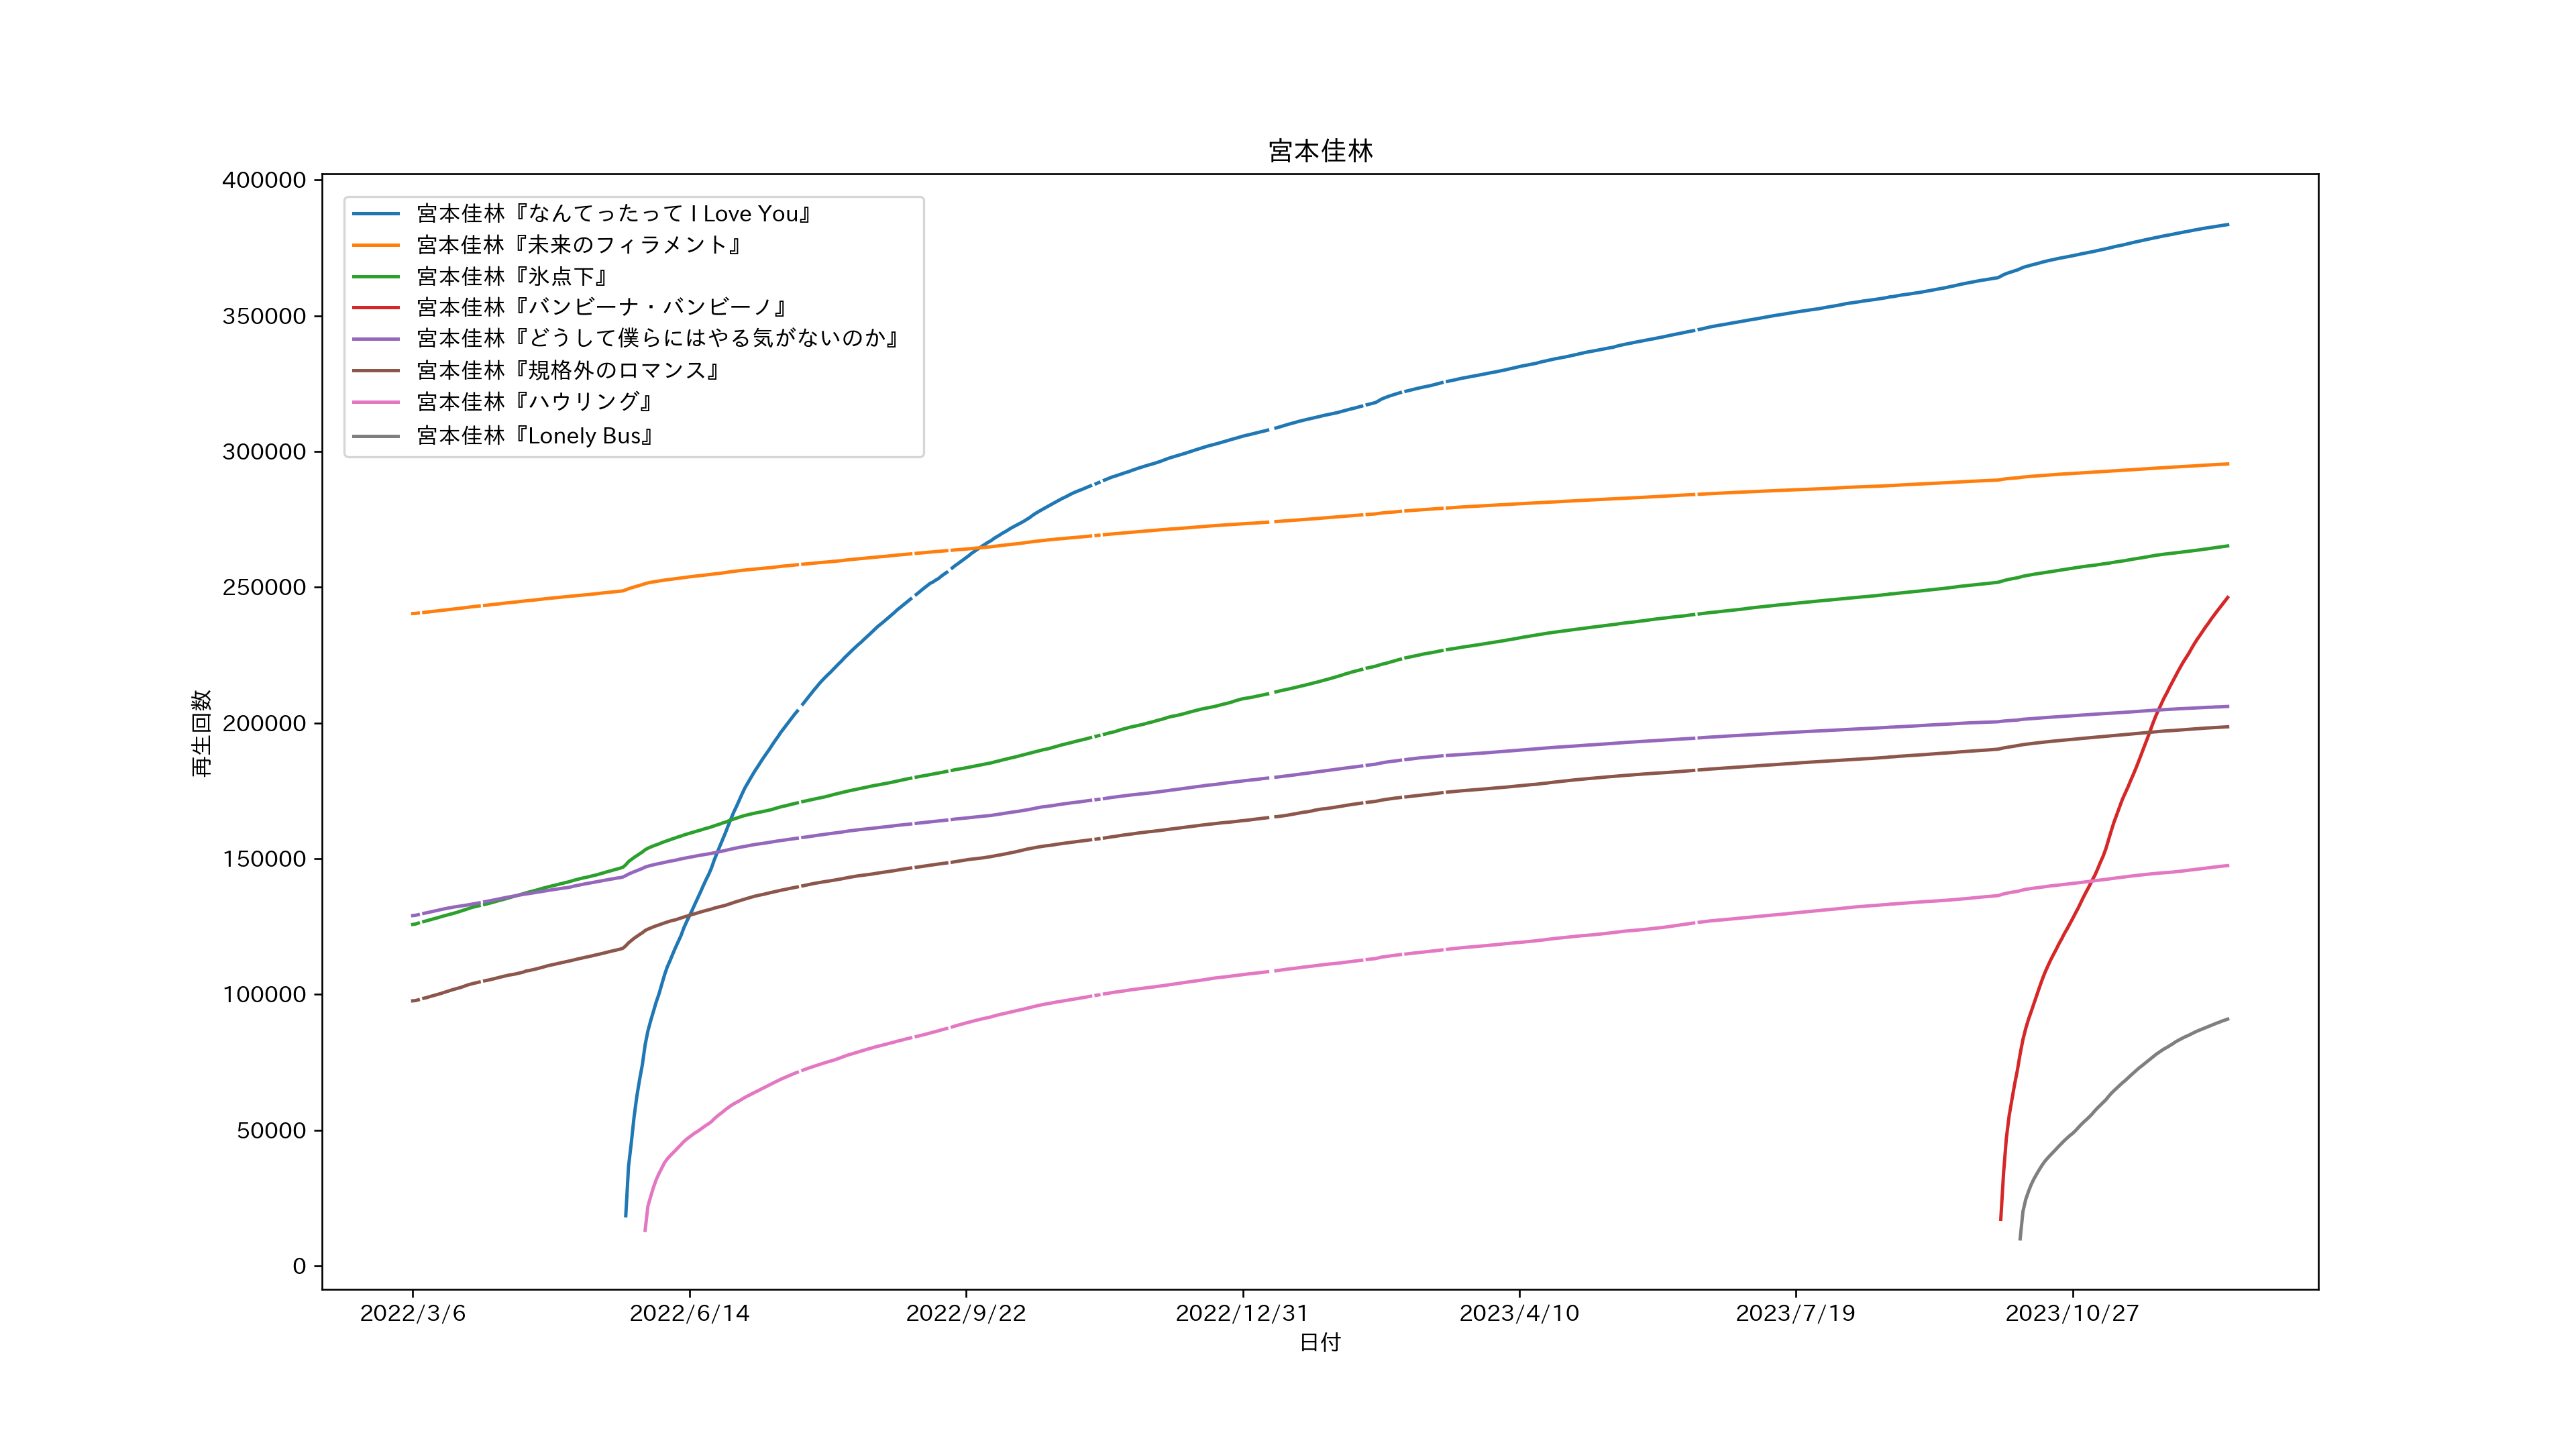 宮本佳林
400000
350000
300000
250000
200000
150000
100000
50000
0
再生回数
宮本佳林『なんてったって I Love You』
宮本佳林『未来のフィラメント』
宮本佳林『氷点下』
宮本佳林『バンビーナ・バンビーノ』
宮本佳林『どうして僕らにはやる気がないのか』
宮本佳林『規格外のロマンス』
宮本佳林『ハウリング』
宮本佳林『Lonely Bus』
2022/3/6 2022/6/14 2022/9/22 2022/12/31 2023/4/10 2023/7/19 2023/10/27
日付